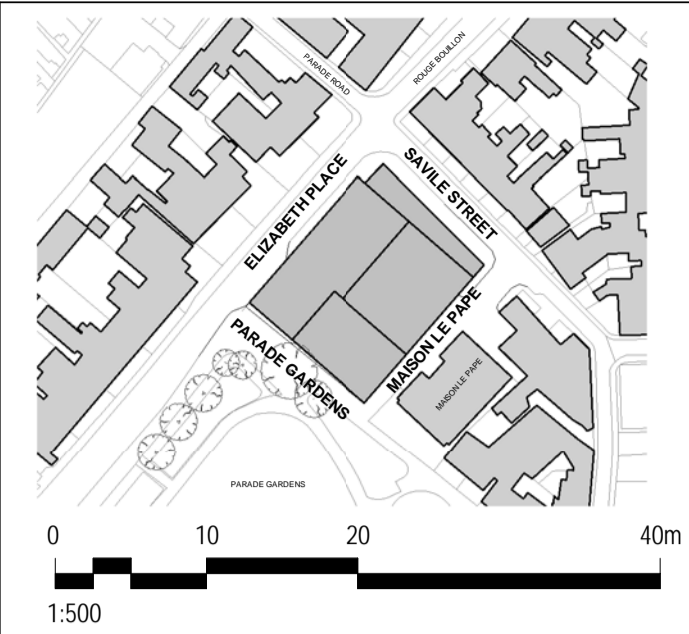 PARADE ROAD
ROUGE BOUILLON
ELIZABETH PLACE
SAVILE STREET
PARADE GARDENS
MAISON LE PAPE
MAISON LE PAPE
PARADE GARDENS
0 10 20 40m
1:500